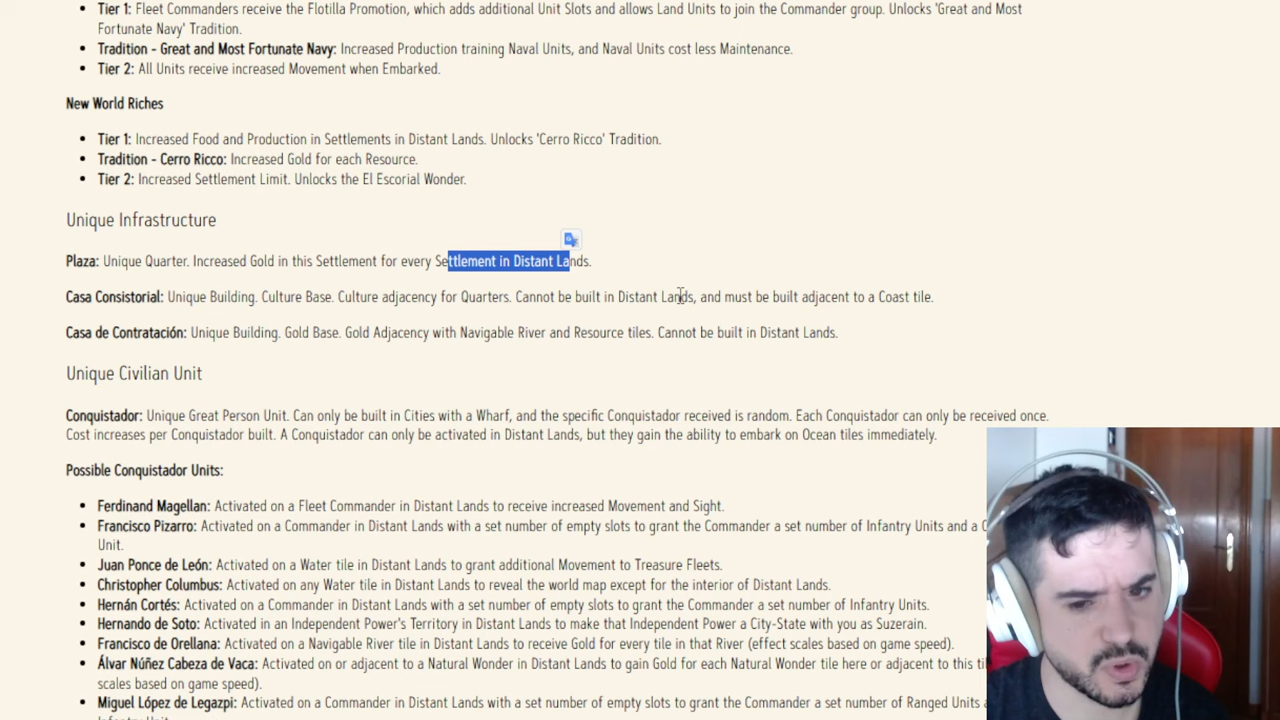 Tier 1: Fleet Commanders receive the Flotilla Promotion, which adds additional Unit Slots and allows Land Units to join the Commander group. Unlocks 'Great and Most
Fortunate Navy' Tradition.
Tradition - Great and Most Fortunate Navy: Increased Production training Naval Units, and Naval Units cost less Maintenance.
Tier 2: All Units receive increased Movement when Embarked.
New World Riches
Tier 1: Increased Food and Production in Settlements in Distant Lands. Unlocks 'Cerro Ricco' Tradition.
Tradition - Cerro Ricco: Increased Gold for each Resource.
Tier 2: Increased Settlement Limit. Unlocks the El Escorial Wonder.
Unique Infrastructure
Plaza: Unique Quarter. Increased Gold in this Settlement for every Settlement in Distant Lands.
Casa Consistorial: Unique Building. Culture Base. Culture adjacency for Quarters. Cannot be built in Distant Lands, and must be built adjacent to a Coast tile.
Casa de Contratación: Unique Building. Gold Base. Gold Adjacency with Navigable River and Resource tiles. Cannot be built in Distant Lands.
Unique Civilian Unit
Conquistador: Unique Great Person Unit. Can only be built in Cities with a Wharf, and the specific Conquistador received is random. Each Conquistador can only be received once.
Cost increases per Conquistador built. A Conquistador can only be activated in Distant Lands, but they gain the ability to embark on Ocean tiles immediately.
Possible Conquistador Units:
Ferdinand Magellan: Activated on a Fleet Commander in Distant Lands to receive increased Movement and Sight.
Francisco Pizarro: Activated on a Commander in Distant Lands with a set number of empty slots to grant the Commander a set number of Infantry Units and a
Unit.
Juan Ponce de León: Activated on a Water tile in Distant Lands to grant additional Movement to Treasure Fleets.
Christopher Columbus: Activated on any Water tile in Distant Lands to reveal the world map except for the interior of Distant Lands.
Hernán Cortés: Activated on a Commander in Distant Lands with a set number of empty slots to grant the Commander a set number of Infantry Units.
Hernando de Soto: Activated in an Independent Power's Territory in Distant Lands to make that Independent Power a City-State with you as Suzerain.
Francisco de Orellana: Activated on a Navigable River tile in Distant Lands to receive Gold for every tile in that River (effect scales based on game speed).
Álvar Núñez Cabeza de Vaca: Activated on or adjacent to a Natural Wonder in Distant Lands to gain Gold for each Natural Wonder tile here or adjacent to this
scales based on game speed).
Miguel López de Legazpi: Activated on a Commander in Distant Lands with a set number of empty slots to grant the Commander a set number of Ranged Units